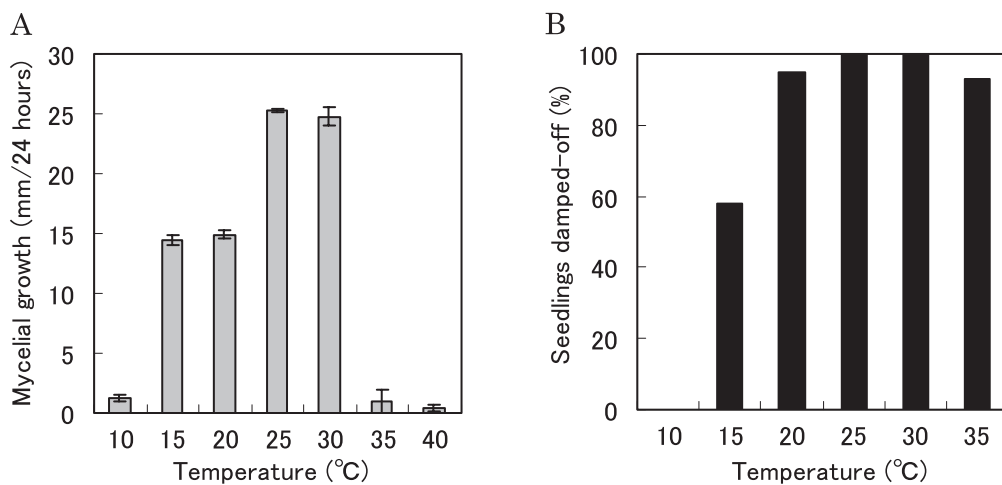 A
Mycelial growth (mm/24 hours)
30
25
20
15
10
5
0
10 15 20 25 30 35 40
Temperature (℃)
B
Seedlings damped-off (%)
100
80
60
40
20
0
10 15 20 25 30 35
Temperature (℃)